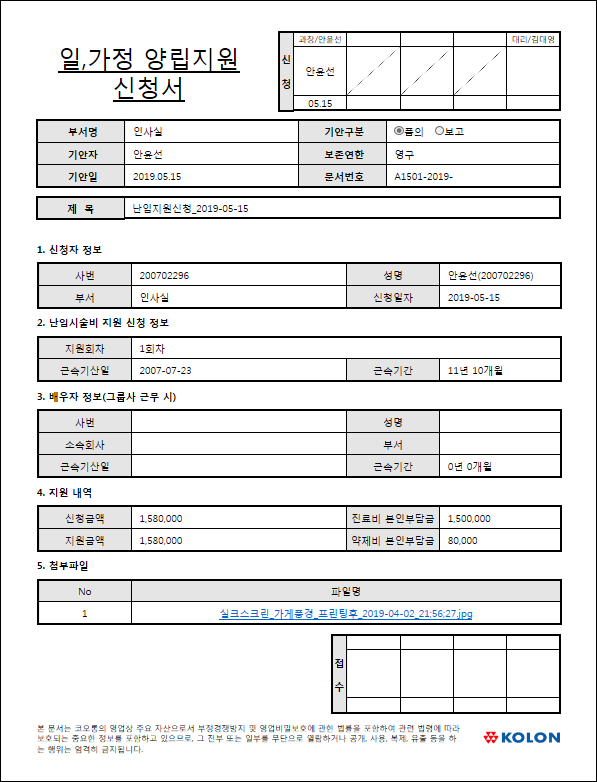 일,가정 양립지원
신청서
신
청
과장/안윤선 대리/김대영
안윤선
05.15
부서명 인사실 기안구분 품의 보고
기안자 안윤선 보존연한 영구
기안일 2019.05.15 문서번호 A1501-2019-
제 목 난임지원신청_2019-05-15
1. 신청자 정보
사번 200702296 성명 안윤선(200702296)
부서 인사실 신청일자 2019-05-15
2. 난임시술비 지원 신청 정보
지원회차 1회차
근속기산일 2007-07-23 근속기간 11년 10개월
3. 배우자 정보(그룹사 근무 시)
사번 성명
소속회사 부서
근속기산일 근속기간 0년 0개월
4. 지원 내역
신청금액 1,580,000 진료비 본인부담금 1,500,000
지원금액 1,580,000 약제비 본인부담금 80,000
5. 첨부파일
No 파일명
1 실크스크린_가게풍경_프린팅후_2019-04-02_21;56;27.jpg
접
수
본 문서는 코오롱의 영업상 주요 자산으로서 부정경쟁방지 및 영업비밀보호에 관한 법률을 포함하여 관련 법령에 따라
보호되는 중요한 정보를 포함하고 있으므로, 그 전부 또는 일부를 무단으로 열람하거나 공개, 사용, 복제, 유출 등을 하
는 행위는 엄격히 금지됩니다.
KOLON